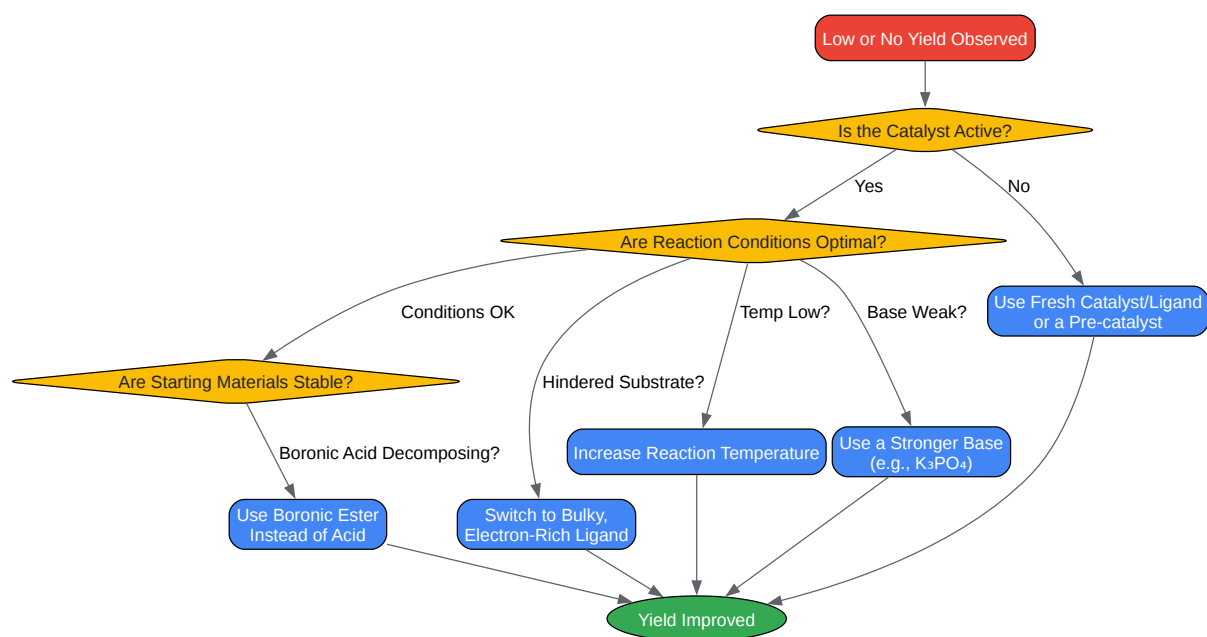 Low or No Yield Observed
Is the Catalyst Active?
Yes
No
Are Reaction Conditions Optimal?
Use Fresh Catalyst/Ligand
or a Pre-catalyst
Conditions OK
Temp Low?
Base Weak?
Are Starting Materials Stable?
Hindered Substrate?
Boronic Acid Decomposing?
Increase Reaction Temperature
Use a Stronger Base
(e.g., K₃PO₄)
Use Boronic Ester
Instead of Acid
Switch to Bulky,
Electron-Rich Ligand
Yield Improved